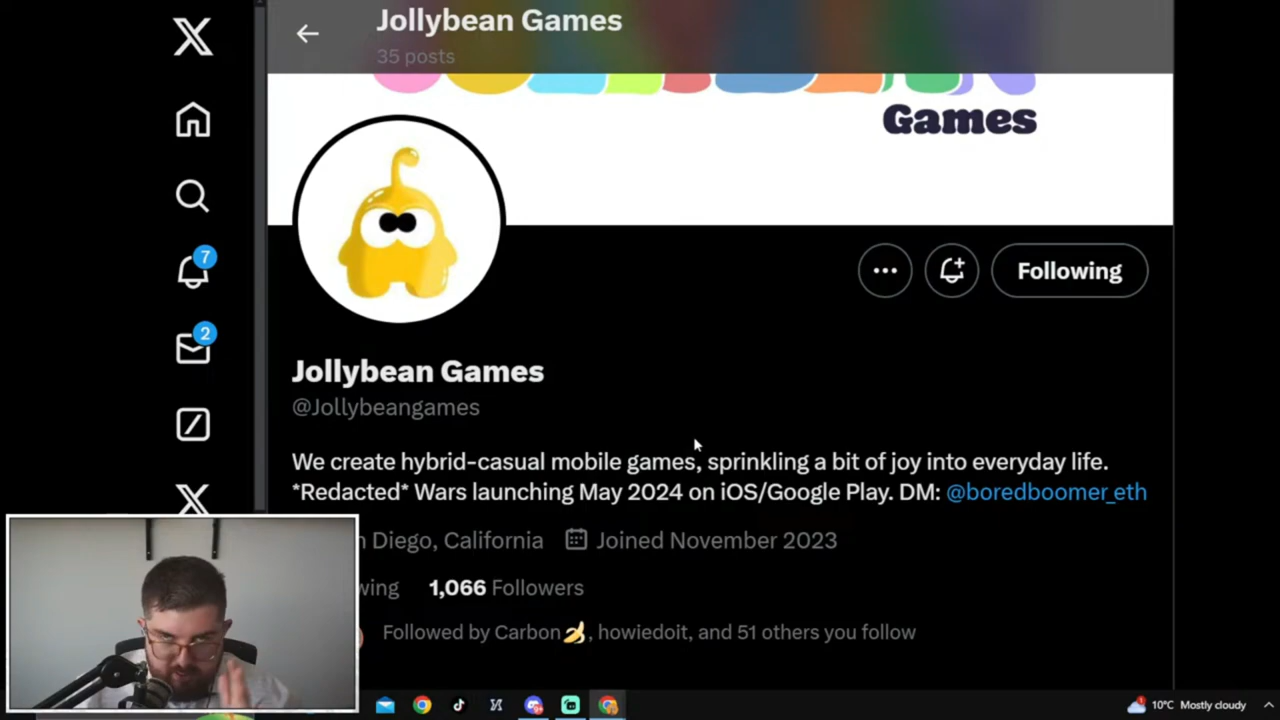 Jollybean Games
35 posts
Games
7
Following
2
Jollybean Games
@Jollybeangames
We create hybrid-casual mobile games, sprinkling a bit of joy into everyday life.
*Redacted* Wars launching May 2024 on iOS/Google Play. DM: @boredboomer_eth
Diego, California Joined November 2023
1,066 Followers
Followed by Carbon🍌, howiedoit, and 51 others you follow
1
10°C Mostly cloudy